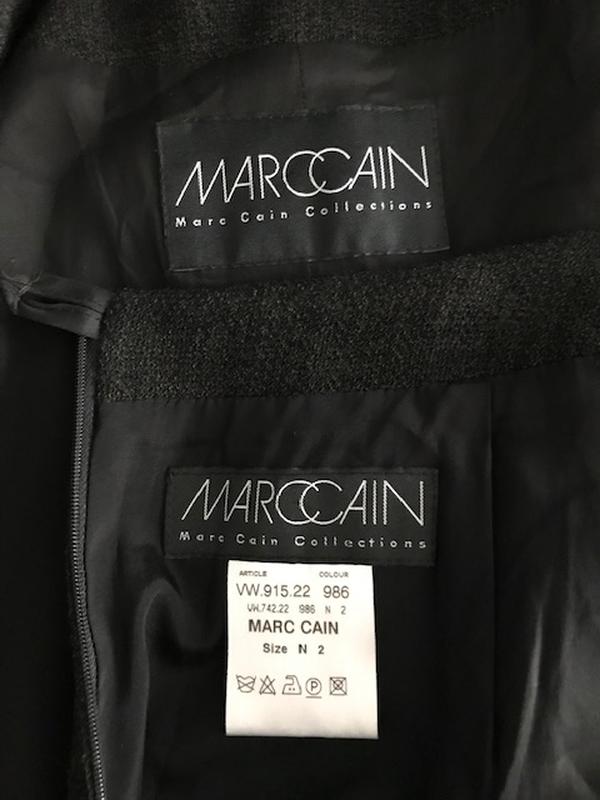 MARCCAIN
Marc Cain Collections
MARCCAIN
Marc Cain Collections
ARTICLE COLOUR
VW.915.22 986
VW.742.22 986 N 2
MARC CAIN
Size N 2
P